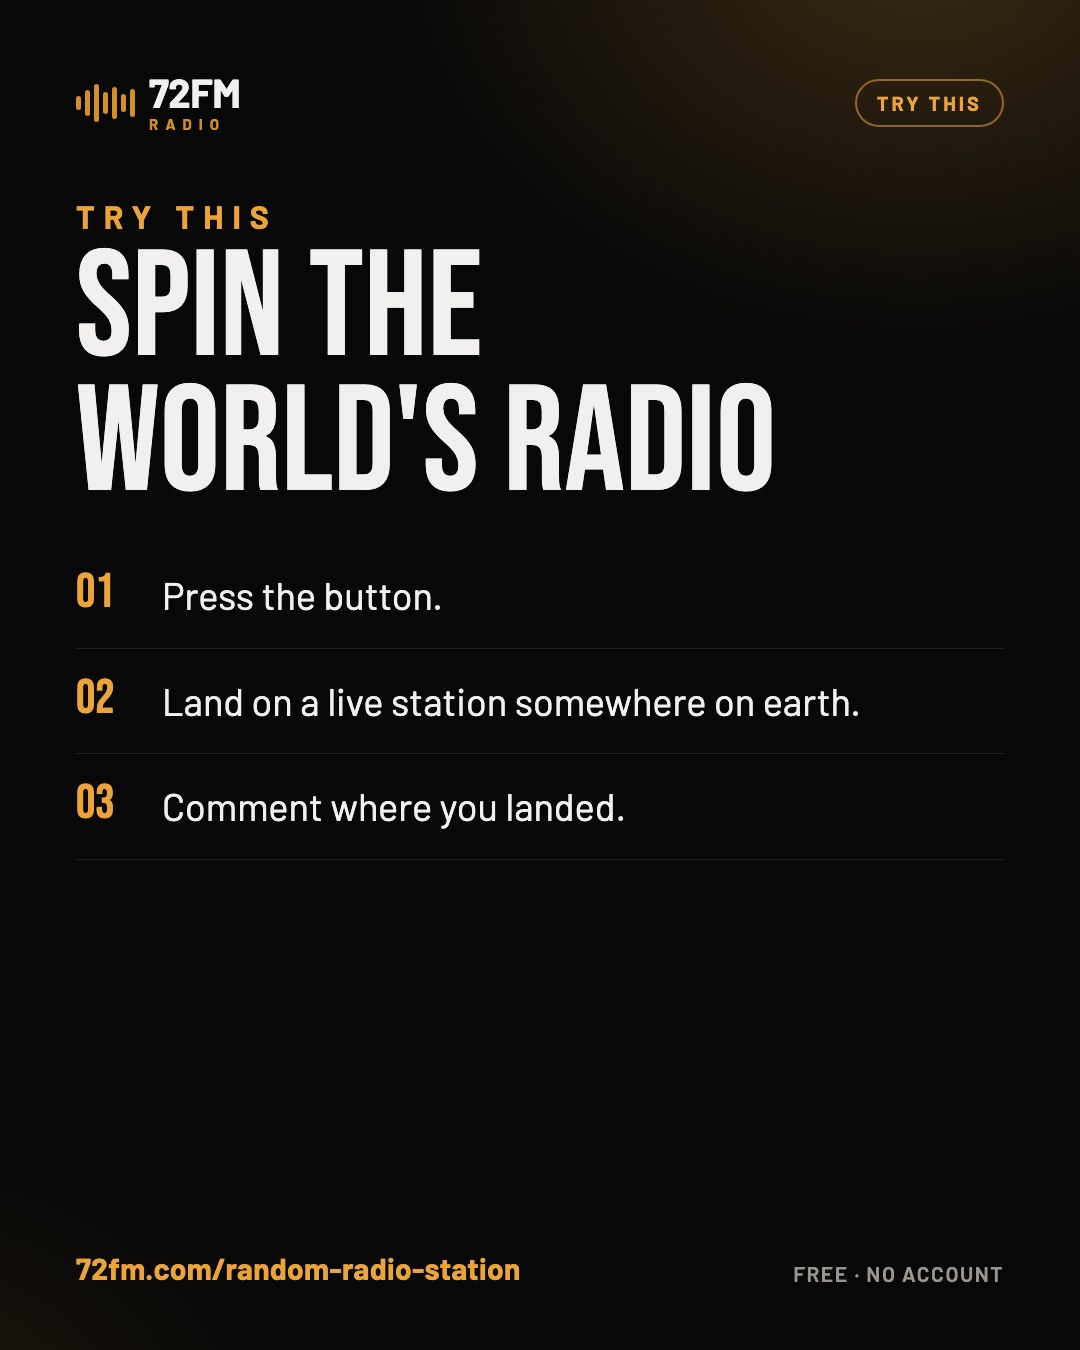 72FM
RADIO
TRY THIS
TRY THIS
SPIN THE
WORLD'S RADIO
01 Press the button.
02 Land on a live station somewhere on earth.
03 Comment where you landed.
72fm.com/random-radio-station
FREE · NO ACCOUNT